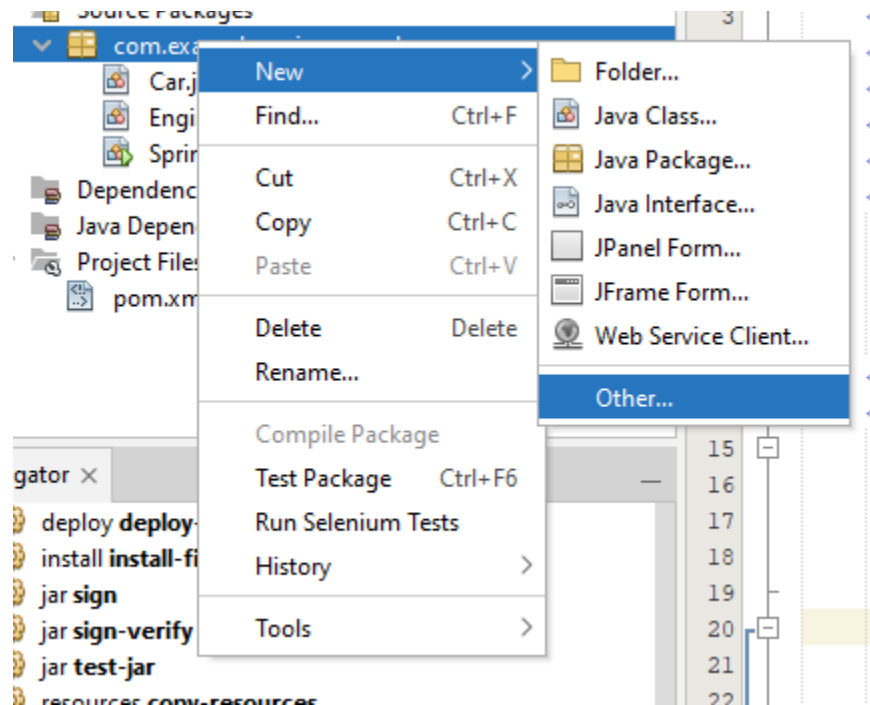 Source Packages
com.exa
Car.j
Engi
Sprin
Dependenc
Java Depen
Project Files
pom.xm
New
Find... Ctrl+F
Cut Ctrl+X
Copy Ctrl+C
Paste Ctrl+V
Delete Delete
Rename...
Compile Package
Test Package Ctrl+F6
Run Selenium Tests
History
Tools
Folder...
Java Class...
Java Package...
Java Interface...
JPanel Form...
JFrame Form...
Web Service Client...
Other...
gator
deploy deploy-
install install-fi
jar sign
jar sign-verify
jar test-jar
resources copy-resources
3
15
16
17
18
19
20
21
22